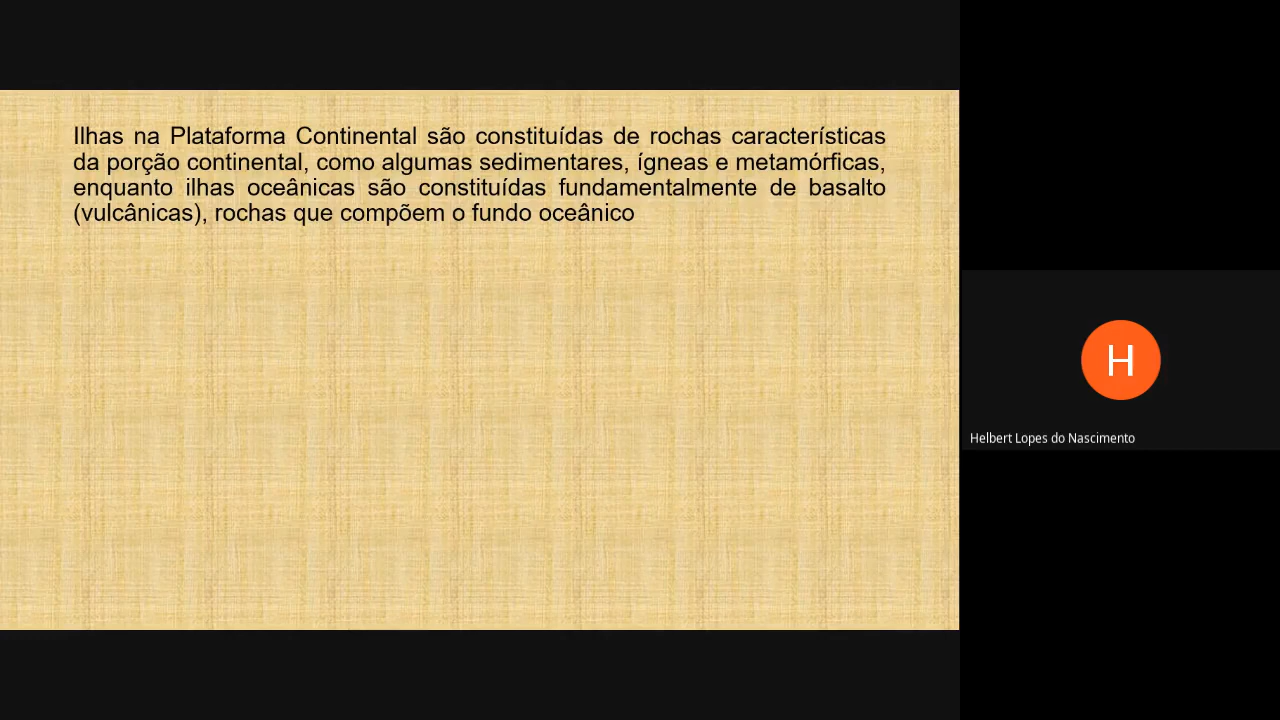 Ilhas na Plataforma Continental são constituídas de rochas características
da porção continental, como algumas sedimentares, ígneas e metamórficas,
enquanto ilhas oceânicas são constituídas fundamentalmente de basalto
(vulcânicas), rochas que compõem o fundo oceânico
H
Helbert Lopes do Nascimento